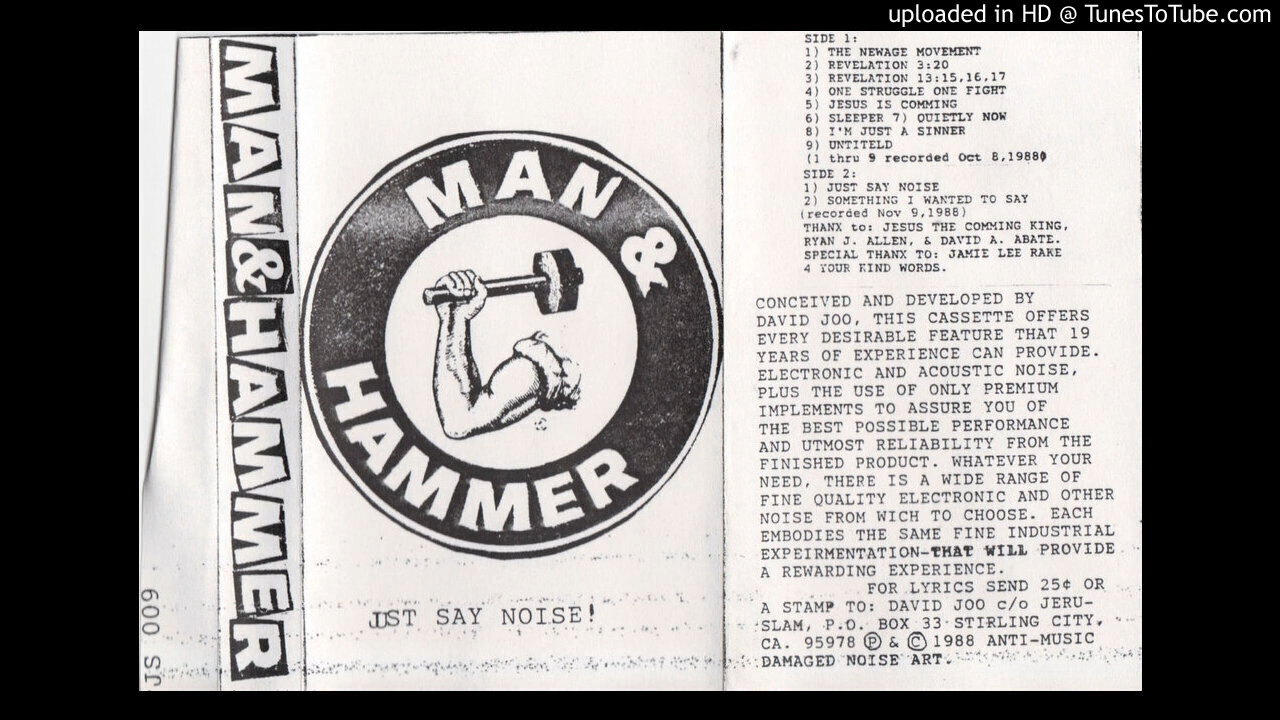 uploaded in HD @ TunesToTube.com
MAN&HAMMER
JS 009
MAN &
HAMMER
JUST SAY NOISE!
SIDE 1:
1) THE NEWAGE MOVEMENT
2) REVELATION 3:20
3) REVELATION 13:15,16,17
4) ONE STRUGGLE ONE FIGHT
5) JESUS IS COMMING
6) SLEEPER 7) QUIETLY NOW
8) I'M JUST A SINNER
9) UNTITELD
(1 thru 9 recorded Oct 8,1988)
SIDE 2:
1) JUST SAY NOISE
2) SOMETHING I WANTED TO SAY
(recorded Nov 9,1988)
THANX to: JESUS THE COMMING KING,
RYAN J. ALLEN, & DAVID A. ABATE.
SPECIAL THANX TO: JAMIE LEE RAKE
4 YOUR KIND WORDS.
CONCEIVED AND DEVELOPED BY
DAVID JOO, THIS CASSETTE OFFERS
EVERY DESIRABLE FEATURE THAT 19
YEARS OF EXPERIENCE CAN PROVIDE.
ELECTRONIC AND ACOUSTIC NOISE,
PLUS THE USE OF ONLY PREMIUM
IMPLEMENTS TO ASSURE YOU OF
THE BEST POSSIBLE PERFORMANCE
AND UTMOST RELIABILITY FROM THE
FINISHED PRODUCT. WHATEVER YOUR
NEED, THERE IS A WIDE RANGE OF
FINE QUALITY ELECTRONIC AND OTHER
NOISE FROM WICH TO CHOOSE. EACH
EMBODIES THE SAME FINE INDUSTRIAL
EXPEIRMENTATION-THAT WILL PROVIDE
A REWARDING EXPERIENCE.
FOR LYRICS SEND 25¢ OR
A STAMP TO: DAVID JOO c/o JERU-
SLAM, P.O. BOX 33 STIRLING CITY,
CA. 95978 Ⓟ & © 1988 ANTI-MUSIC
DAMAGED NOISE ART.